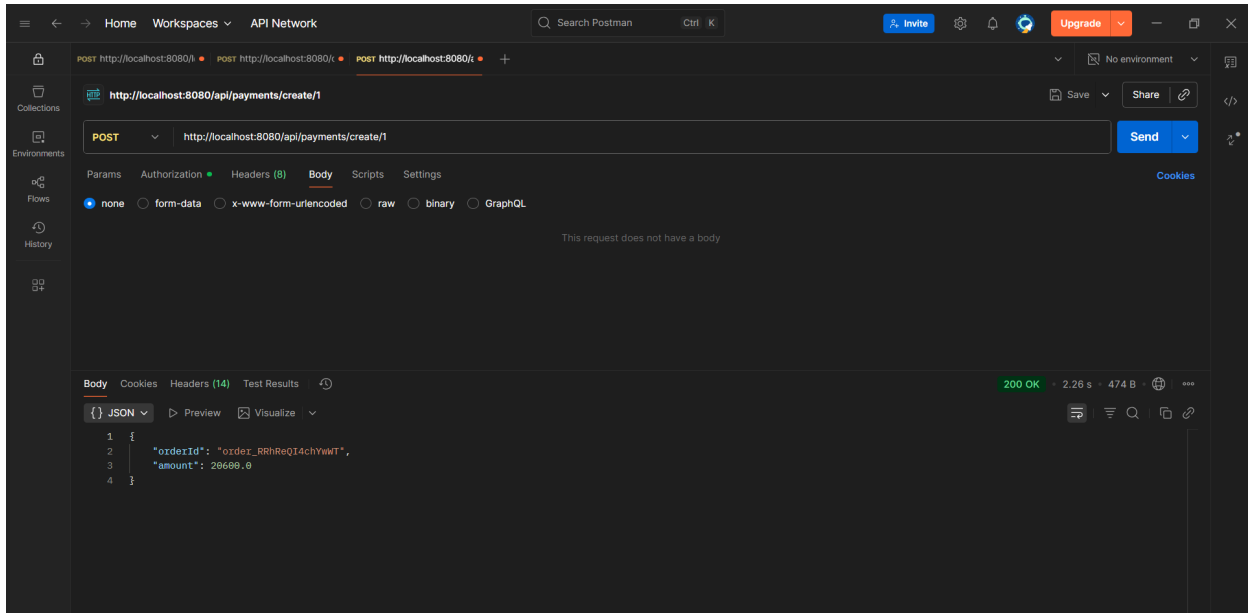 Home Workspaces API Network Search Postman Ctrl K Invite Upgrade
POST http://localhost:8080/l POST http://localhost:8080/c POST http://localhost:8080/a + No environment
HTTP http://localhost:8080/api/payments/create/1 Save Share
POST http://localhost:8080/api/payments/create/1 Send
Params Authorization Headers (8) Body Scripts Settings Cookies
none form-data x-www-form-urlencoded raw binary GraphQL
This request does not have a body
Collections
Environments
Flows
History
Body Cookies Headers (14) Test Results 200 OK 2.26 s 474 B
{ } JSON Preview Visualize
1 {
2 "orderId": "order_RRhReQI4chYwWT",
3 "amount": 20600.0
4 }